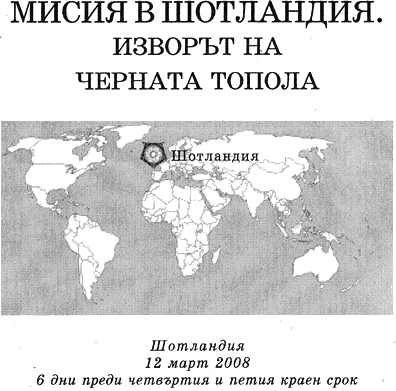 МИСИЯ В ШОТЛАНДИЯ.
ИЗВОРЪТ НА
ЧЕРНАТА ТОПОЛА
Шотландия
Шотландия
12 март 2008
6 дни преди четвъртия и петия краен срок